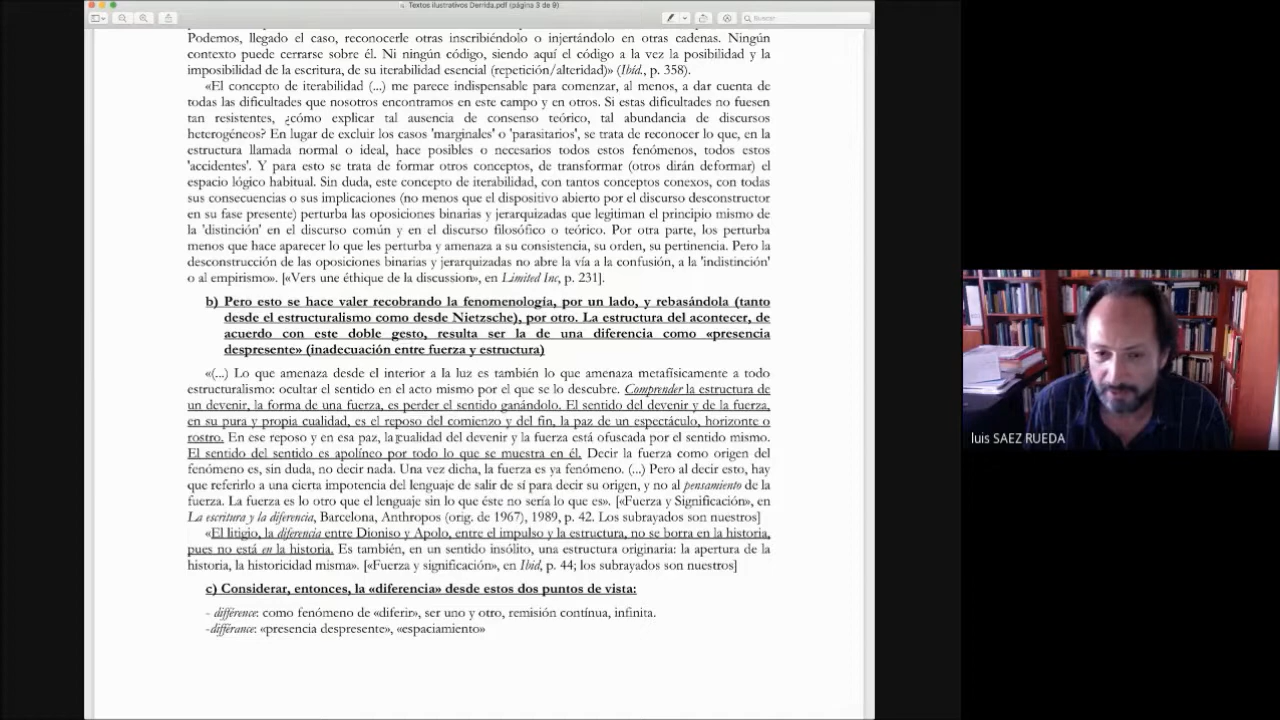 Textos ilustrativos Derrida.pdf (página 3 de 9)
Buscar
Podemos, llegado el caso, reconocerle otras inscribiéndolo o injertándolo en otras cadenas. Ningún
contexto puede cerrarse sobre él. Ni ningún código, siendo aquí el código a la vez la posibilidad y la
imposibilidad de la escritura, de su iterabilidad esencial (repetición/alteridad)» (Ibíd., p. 358).
«El concepto de iterabilidad (...) me parece indispensable para comenzar, al menos, a dar cuenta de
todas las dificultades que nosotros encontramos en este campo y en otros. Si estas dificultades no fuesen
tan resistentes, ¿cómo explicar tal ausencia de consenso teórico, tal abundancia de discursos
heterogéneos? En lugar de excluir los casos 'marginales' o 'parasitarios', se trata de reconocer lo que, en la
estructura llamada normal o ideal, hace posibles o necesarios todos estos fenómenos, todos estos
'accidentes'. Y para esto se trata de formar otros conceptos, de transformar (otros dirán deformar) el
espacio lógico habitual. Sin duda, este concepto de iterabilidad, con tantos conceptos conexos, con todas
sus consecuencias o sus implicaciones (no menos que el dispositivo abierto por el discurso desconstructor
en su fase presente) perturba las oposiciones binarias y jerarquizadas que legitiman el principio mismo de
la 'distinción' en el discurso común y en el discurso filosófico o teórico. Por otra parte, los perturba
menos que hace aparecer lo que les perturba y amenaza a su consistencia, su orden, su pertinencia. Pero la
desconstrucción de las oposiciones binarias y jerarquizadas no abre la vía a la confusión, a la 'indistinción'
o al empirismo». [«Vers une éthique de la discussion», en Limited Inc, p. 231].
b) Pero esto se hace valer recobrando la fenomenología, por un lado, y rebasándola (tanto
desde el estructuralismo como desde Nietzsche), por otro. La estructura del acontecer, de
acuerdo con este doble gesto, resulta ser la de una diferencia como «presencia
despresente» (inadecuación entre fuerza y estructura)
«(...) Lo que amenaza desde el interior a la luz es también lo que amenaza metafísicamente a todo
estructuralismo: ocultar el sentido en el acto mismo por el que se lo descubre. Comprender la estructura de
un devenir, la forma de una fuerza, es perder el sentido ganándolo. El sentido del devenir y de la fuerza,
en su pura y propia cualidad, es el reposo del comienzo y del fin, la paz de un espectáculo, horizonte o
rostro. En ese reposo y en esa paz, la cualidad del devenir y la fuerza está ofuscada por el sentido mismo.
El sentido del sentido es apolíneo por todo lo que se muestra en él. Decir la fuerza como origen del
fenómeno es, sin duda, no decir nada. Una vez dicha, la fuerza es ya fenómeno. (...) Pero al decir esto, hay
que referirlo a una cierta impotencia del lenguaje de salir de sí para decir su origen, y no al pensamiento de la
fuerza. La fuerza es lo otro que el lenguaje sin lo que éste no sería lo que es». [«Fuerza y Significación», en
La escritura y la diferencia, Barcelona, Anthropos (orig. de 1967), 1989, p. 42. Los subrayados son nuestros]
«El litigio, la diferencia entre Dioniso y Apolo, entre el impulso y la estructura, no se borra en la historia,
pues no está en la historia. Es también, en un sentido insólito, una estructura originaria: la apertura de la
historia, la historicidad misma». [«Fuerza y significación», en Ibid, p. 44; los subrayados son nuestros]
c) Considerar, entonces, la «diferencia» desde estos dos puntos de vista:
- différence: como fenómeno de «diferir», ser uno y otro, remisión contínua, infinita.
-différance: «presencia despresente», «espaciamiento»
luis SAEZ RUEDA